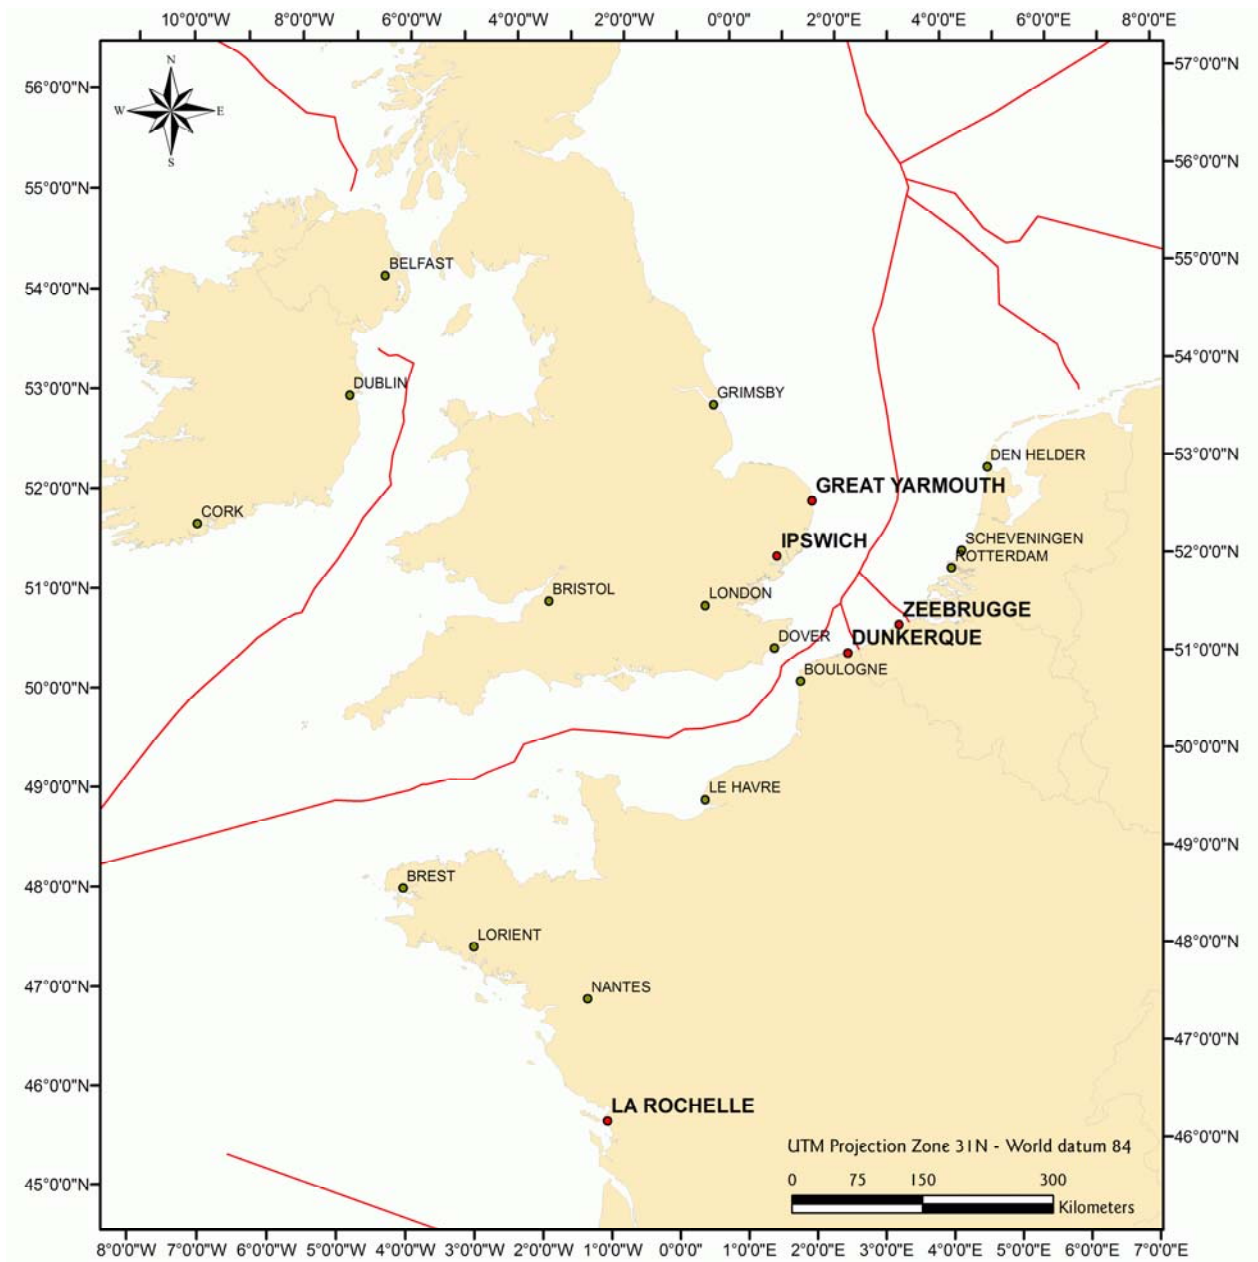 10°0'0"W 8°0'0"W 6°0'0"W 4°0'0"W 2°0'0"W 0°0'0" 2°0'0"E 4°0'0"E 6°0'0"E 8°0'0"E
N
W E
S
56°0'0"N
57°0'0"N
56°0'0"N
55°0'0"N
55°0'0"N
BELFAST
54°0'0"N
54°0'0"N
DUBLIN
53°0'0"N
GRIMSBY
53°0'0"N
DEN HELDER
52°0'0"N
GREAT YARMOUTH
CORK
IPSWICH
SCHEVENINGEN
52°0'0"N
ROTTERDAM
51°0'0"N
BRISTOL
LONDON
ZEEBRUGGE
DOVER
DUNKERQUE
51°0'0"N
BOULOGNE
50°0'0"N
50°0'0"N
49°0'0"N
LE HAVRE
49°0'0"N
BREST
48°0'0"N
LORIENT
48°0'0"N
47°0'0"N
NANTES
47°0'0"N
46°0'0"N
LA ROCHELLE
46°0'0"N
UTM Projection Zone 31N - World datum 84
0 75 150 300
Kilometers
45°0'0"N
8°0'0"W 7°0'0"W 6°0'0"W 5°0'0"W 4°0'0"W 3°0'0"W 2°0'0"W 1°0'0"W 0°0'0" 1°0'0"E 2°0'0"E 3°0'0"E 4°0'0"E 5°0'0"E 6°0'0"E 7°0'0"E